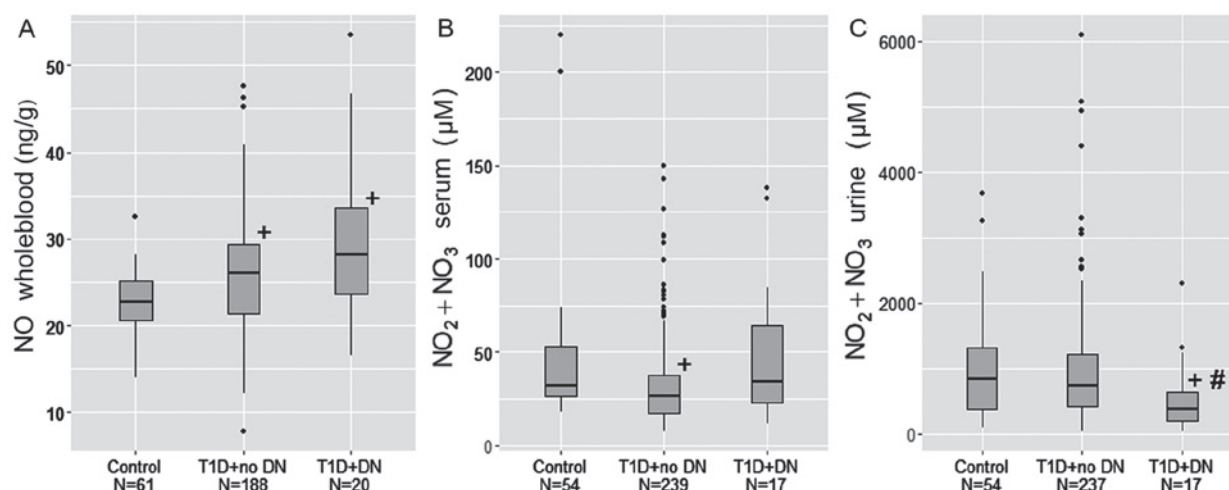 A
NO wholeblood (ng/g)
50
40
30
20
10
+
+
Control
N=61
T1D+no DN
N=188
T1D+DN
N=20
B
NO₂+NO₃ serum (µM)
200
150
100
50
0
+
Control
N=54
T1D+no DN
N=239
T1D+DN
N=17
C
NO₂+NO₃ urine (µM)
6000
4000
2000
0
+ #
Control
N=54
T1D+no DN
N=237
T1D+DN
N=17